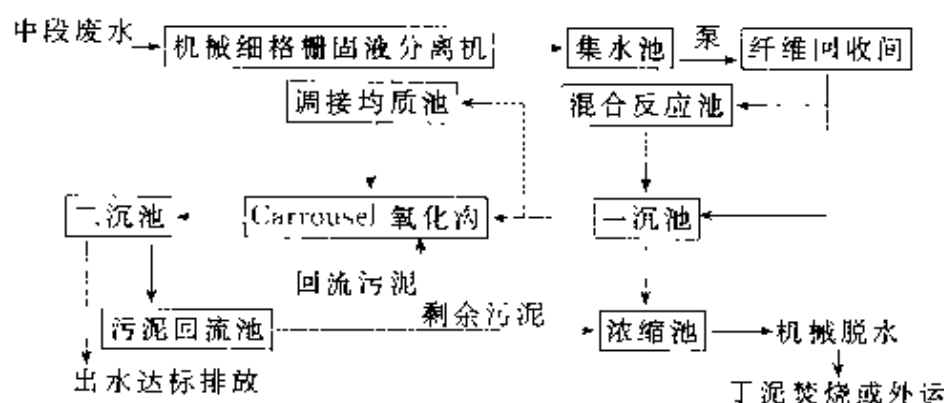 中段废水
机械细格栅固液分离机
集水池
泵
纤维回收间
调接均质池
混合反应池
二沉池
Carrousel 氧化沟
一沉池
回流污泥
剩余污泥
污泥回流池
浓缩池
机械脱水
出水达标排放
丁泥焚烧或外运